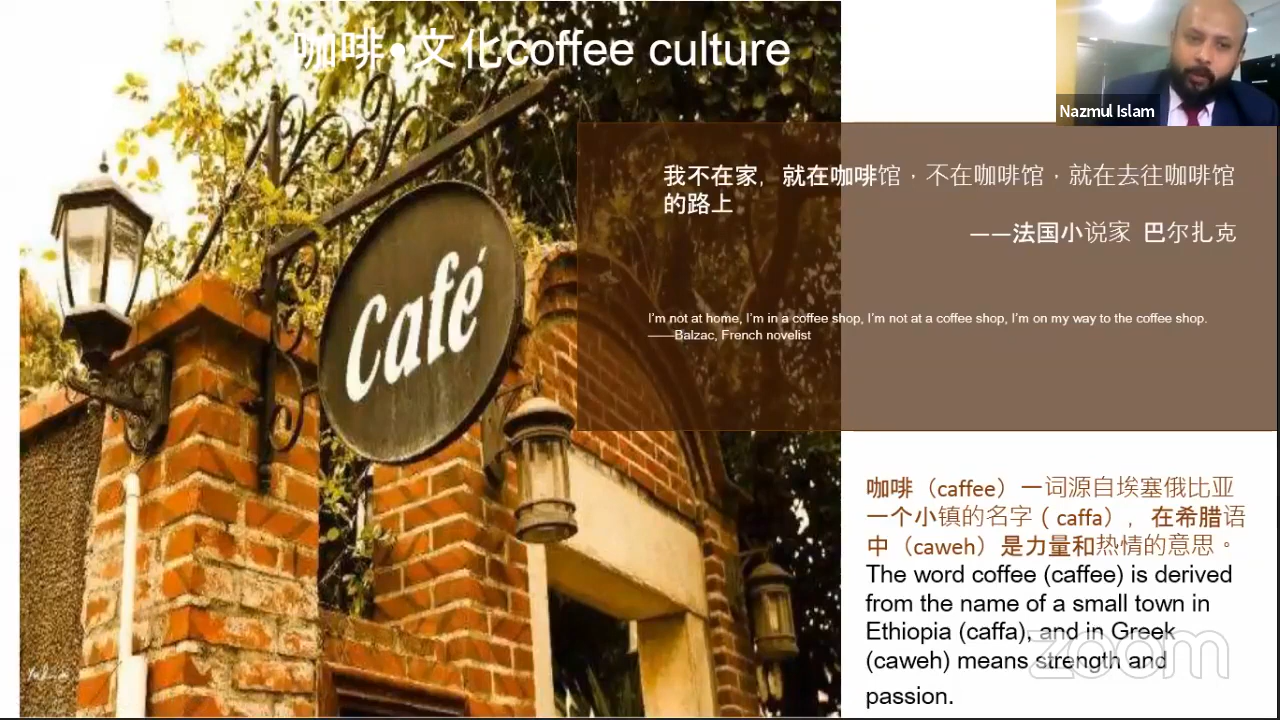 咖啡•文化coffee culture
Nazmul Islam
我不在家，就在咖啡馆，不在咖啡馆，就在去往咖啡馆
的路上
——法国小说家 巴尔扎克
I’m not at home, I’m in a coffee shop, I’m not at a coffee shop, I’m on my way to the coffee shop.
——Balzac, French novelist
Café
咖啡（caffee）一词源自埃塞俄比亚
一个小镇的名字 ( caffa），在希腊语
中（caweh）是力量和热情的意思。
The word coffee (caffee) is derived
from the name of a small town in
Ethiopia (caffa), and in Greek
(caweh) means strength and
passion.
zoom